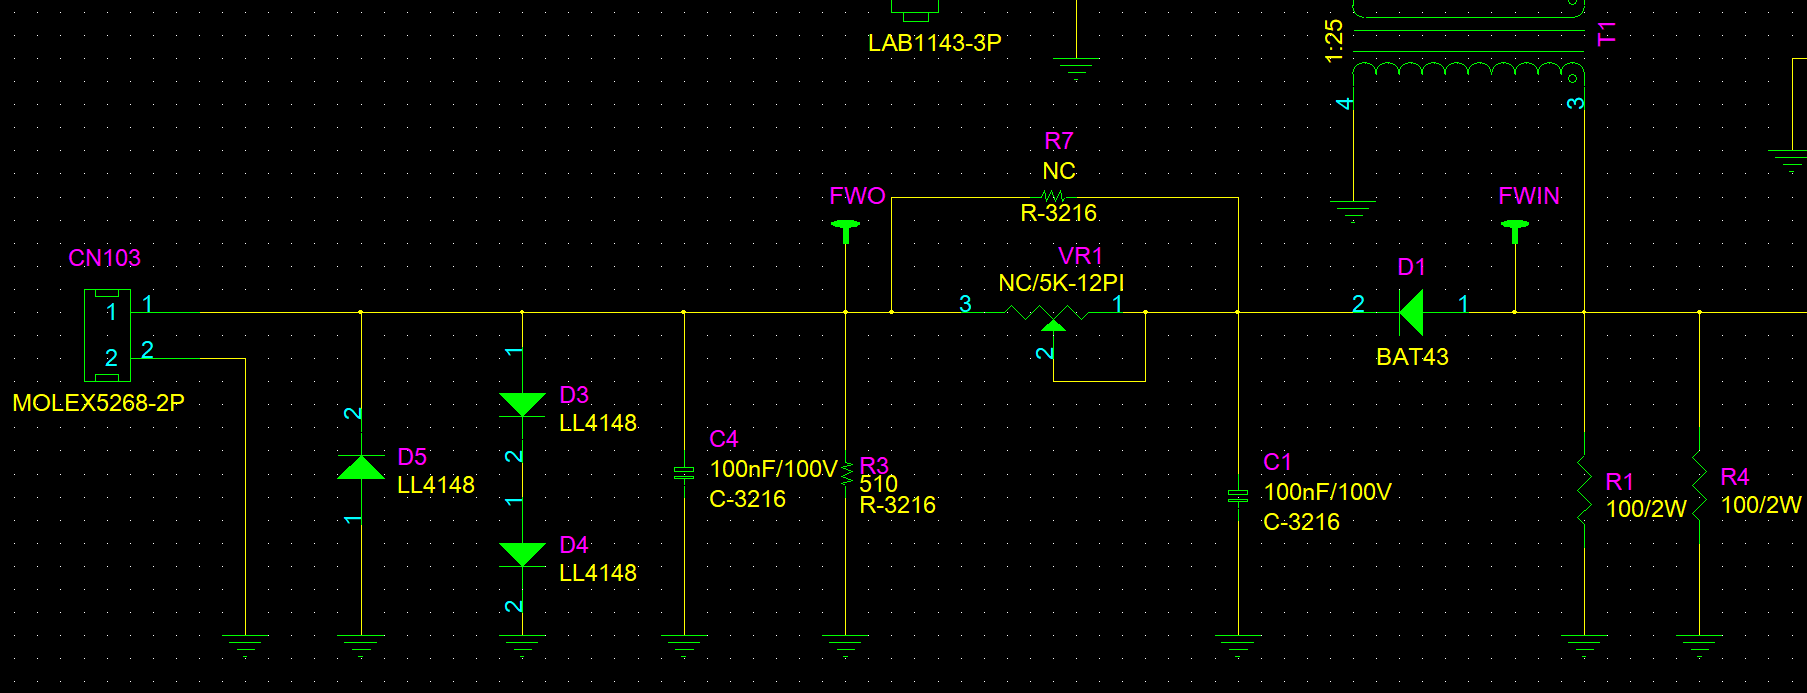 LAB1143-3P
1:25
T1
4
3
R7
NC
R-3216
FWO
FWIN
CN103
VR1
NC/5K-12PI
D1
1
1
3
1
2
1
2
2
2
BAT43
1
MOLEX5268-2P
2
D3
LL4148
2
D5
LL4148
1
C4
100nF/100V
C-3216
R3
510
R-3216
C1
100nF/100V
C-3216
R1
100/2W
R4
100/2W
1
D4
LL4148
2